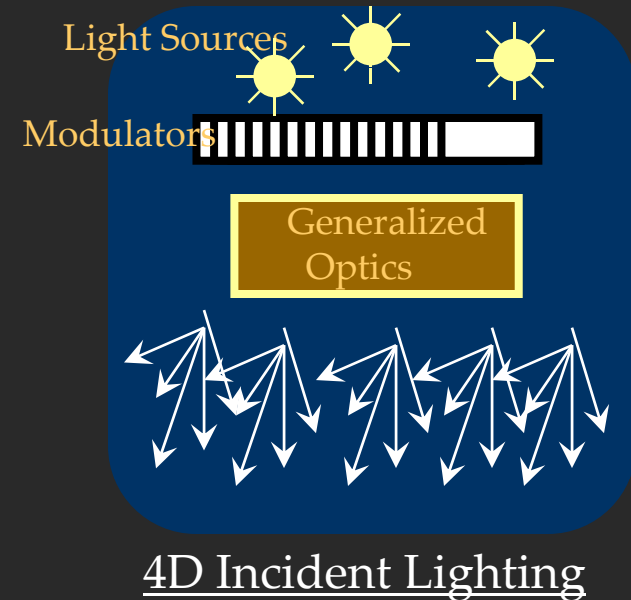 Light Sources
Modulators
Generalized
Optics
4D Incident Lighting